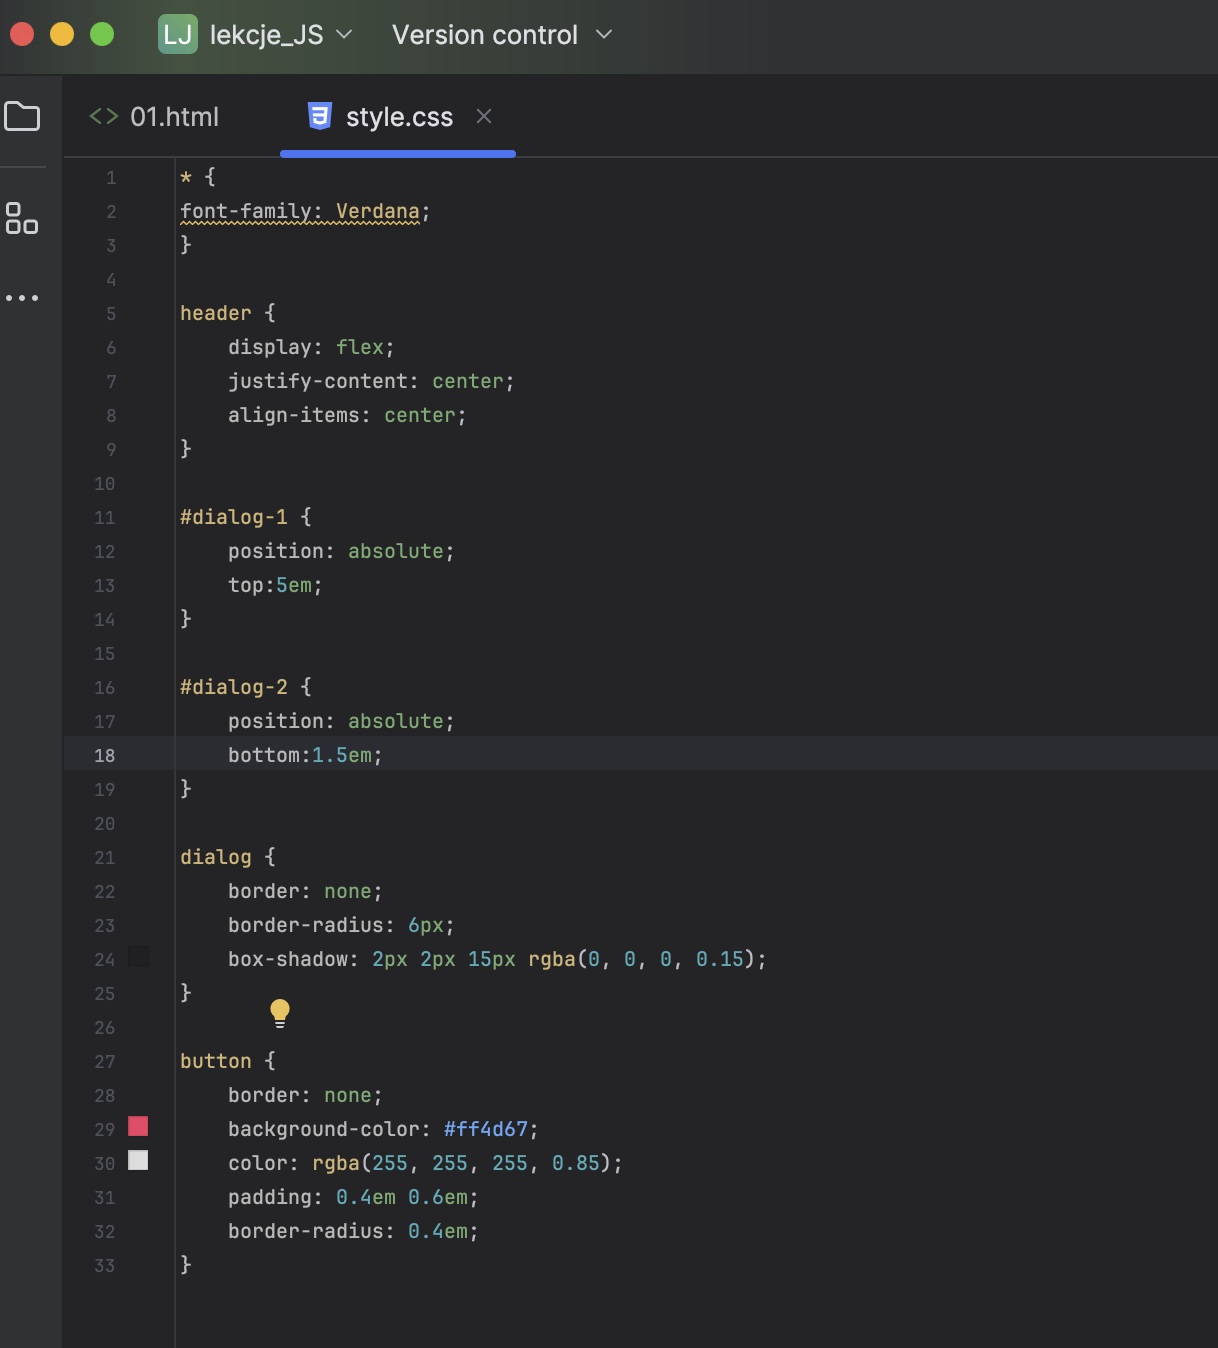 LJ lekcje_JS Version control
01.html style.css
1 * {
2 font-family: Verdana;
3 }
4
5 header {
6 display: flex;
7 justify-content: center;
8 align-items: center;
9 }
10
11 #dialog-1 {
12 position: absolute;
13 top:5em;
14 }
15
16 #dialog-2 {
17 position: absolute;
18 bottom:1.5em;
19 }
20
21 dialog {
22 border: none;
23 border-radius: 6px;
24 box-shadow: 2px 2px 15px rgba(0, 0, 0, 0.15);
25 }
26
27 button {
28 border: none;
29 background-color: #ff4d67;
30 color: rgba(255, 255, 255, 0.85);
31 padding: 0.4em 0.6em;
32 border-radius: 0.4em;
33 }